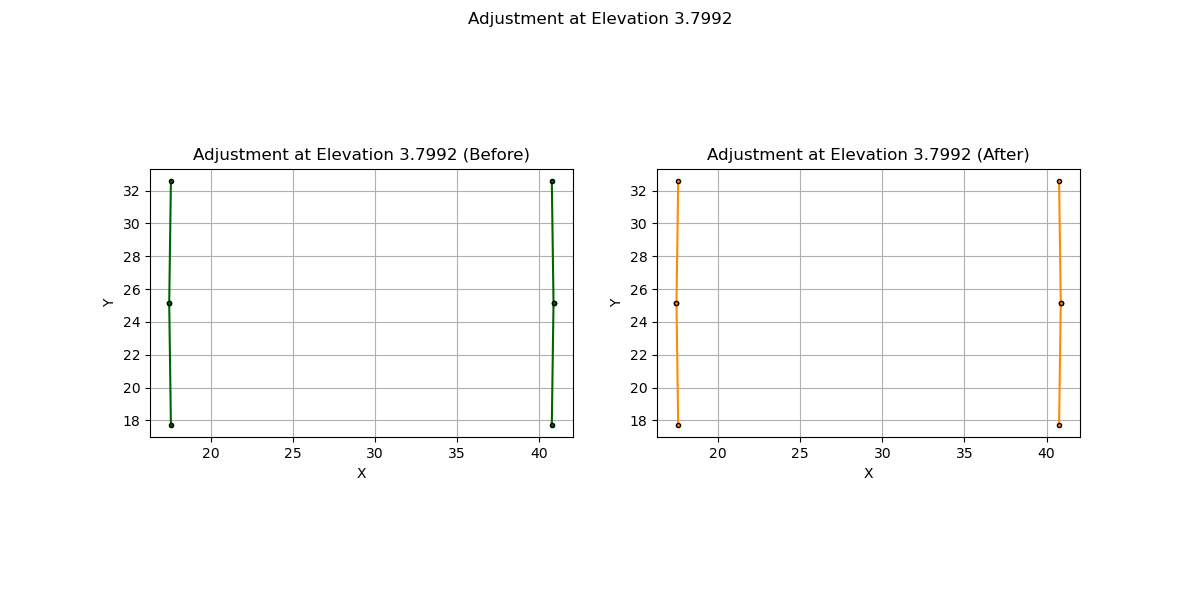 Adjustment at Elevation 3.7992
Adjustment at Elevation 3.7992 (Before)
32
30
28
26
24
22
20
18
Y
20 25 30 35 40
X
Adjustment at Elevation 3.7992 (After)
32
30
28
26
24
22
20
18
Y
20 25 30 35 40
X